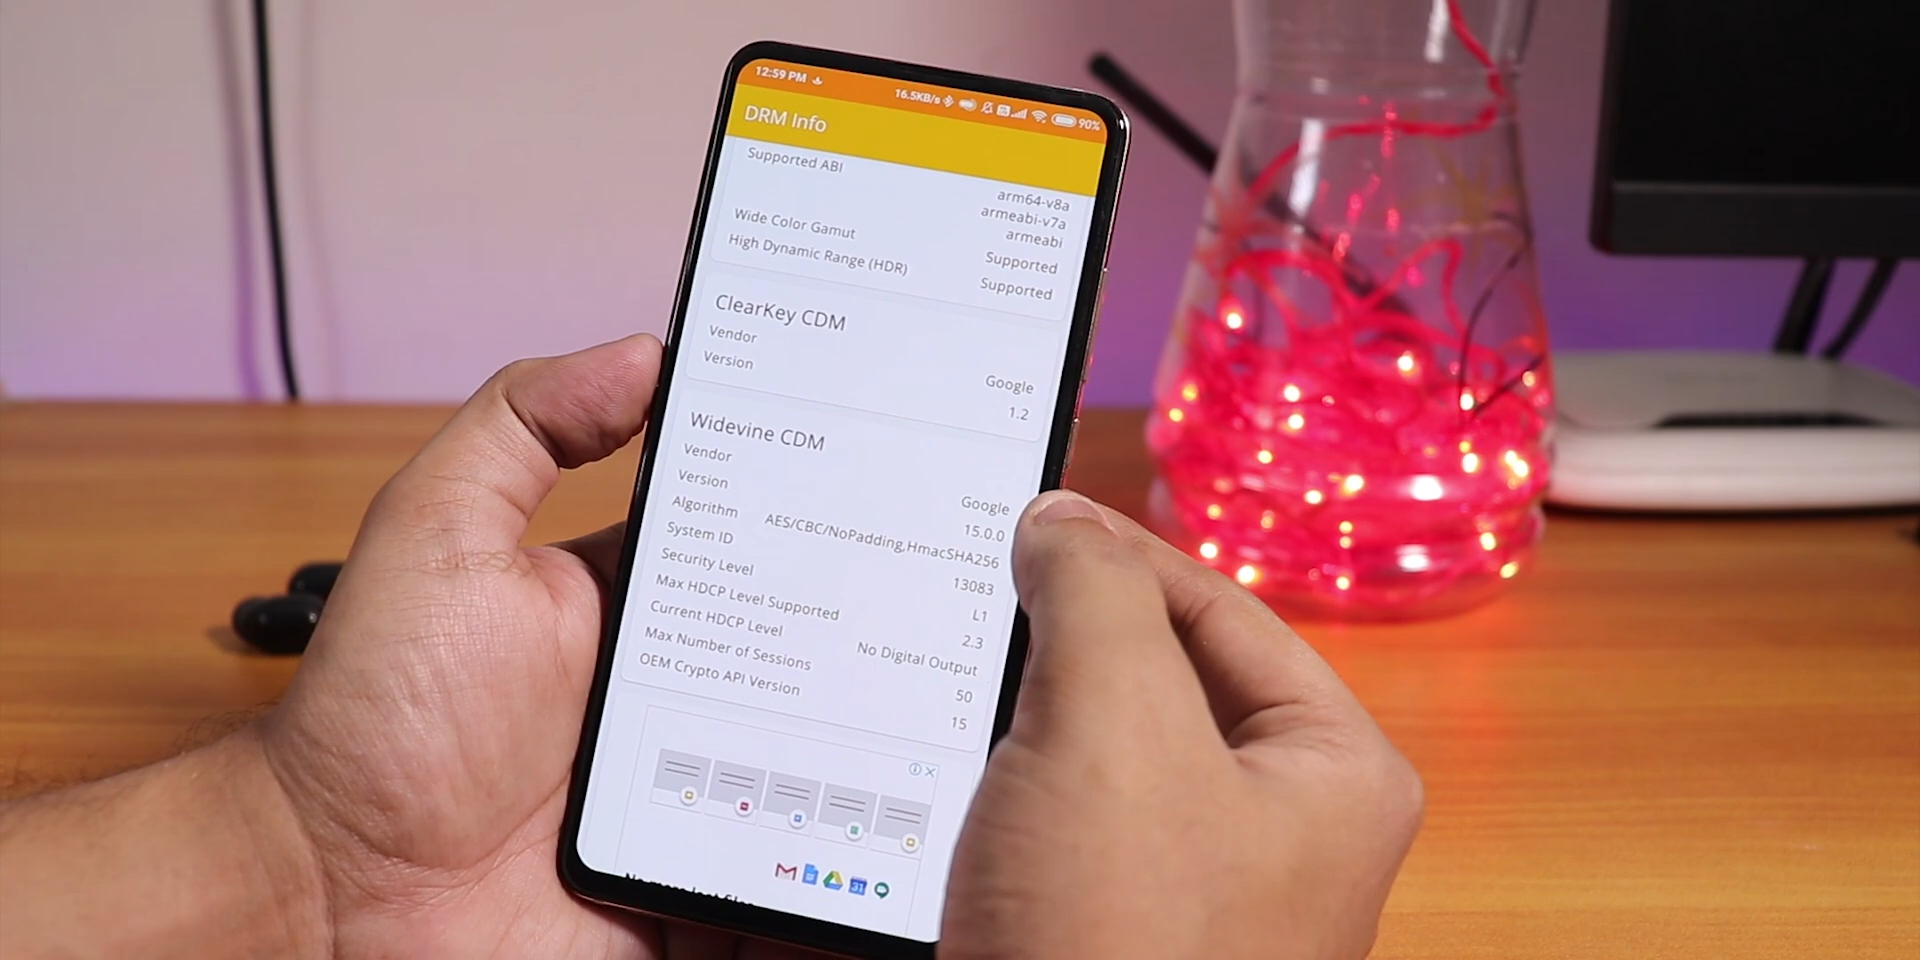 12:59 PM
16.5KB/s
90%
DRM Info
Supported ABI
arm64-v8a
armeabi-v7a
armeabi
Wide Color Gamut
Supported
High Dynamic Range (HDR)
Supported
ClearKey CDM
Vendor
Google
Version
1.2
Widevine CDM
Vendor
Google
Version
15.0.0
Algorithm
AES/CBC/NoPadding,HmacSHA256
System ID
13083
Security Level
L1
Max HDCP Level Supported
2.3
Current HDCP Level
No Digital Output
Max Number of Sessions
50
OEM Crypto API Version
15
31